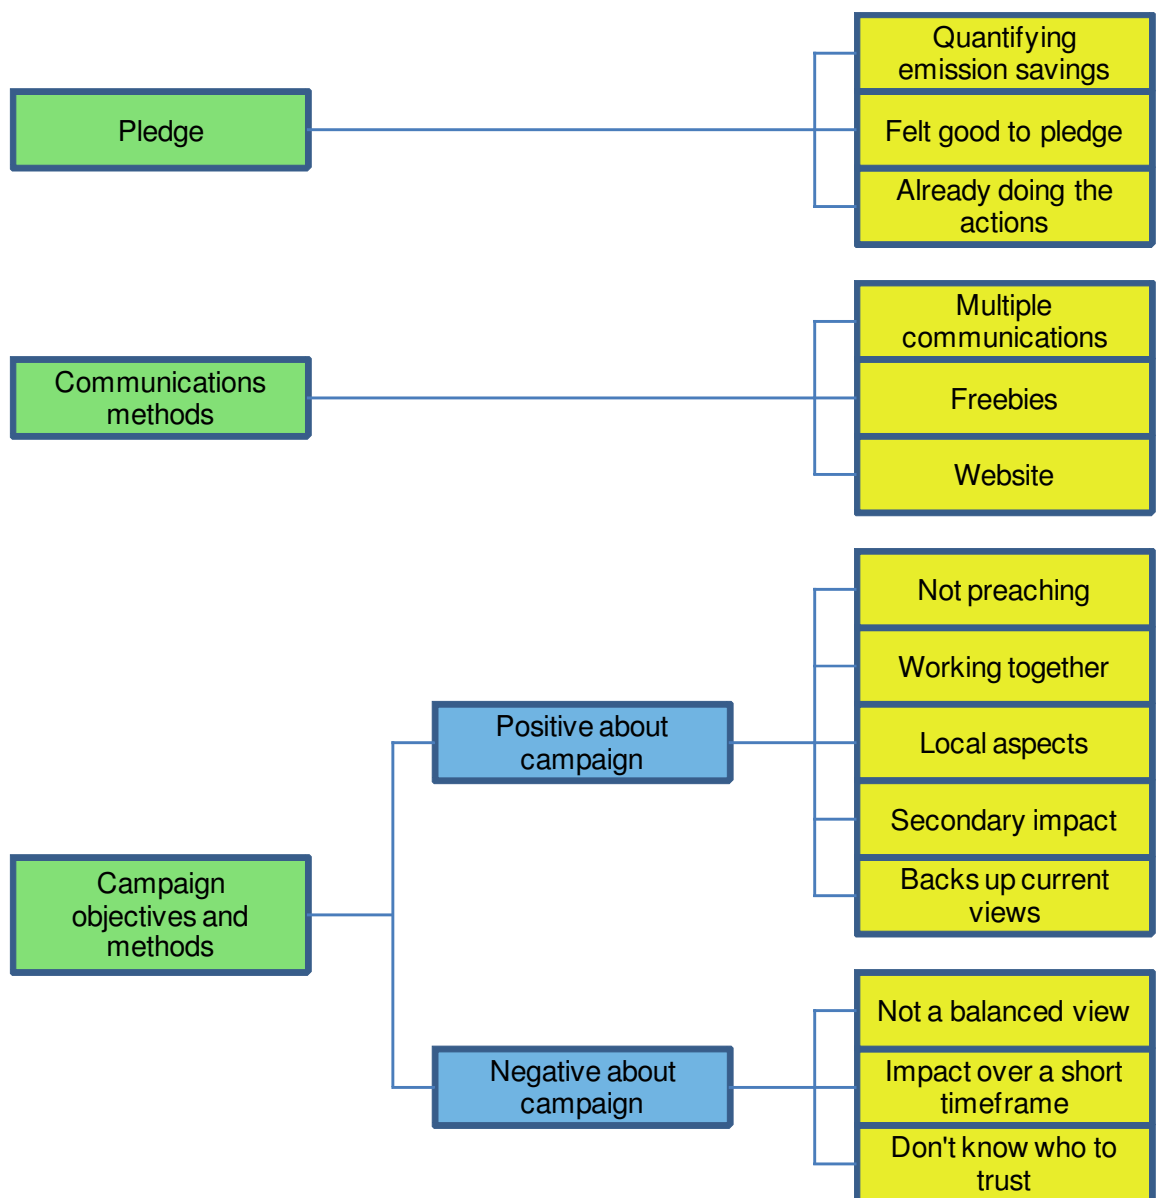 Quantifying
emission savings
Pledge
Felt good to pledge
Already doing the
actions
Multiple
communications
Communications
methods
Freebies
Website
Not preaching
Working together
Positive about
campaign
Local aspects
Secondary impact
Campaign
objectives and
methods
Backs up current
views
Not a balanced view
Negative about
campaign
Impact over a short
timeframe
Don't know who to
trust